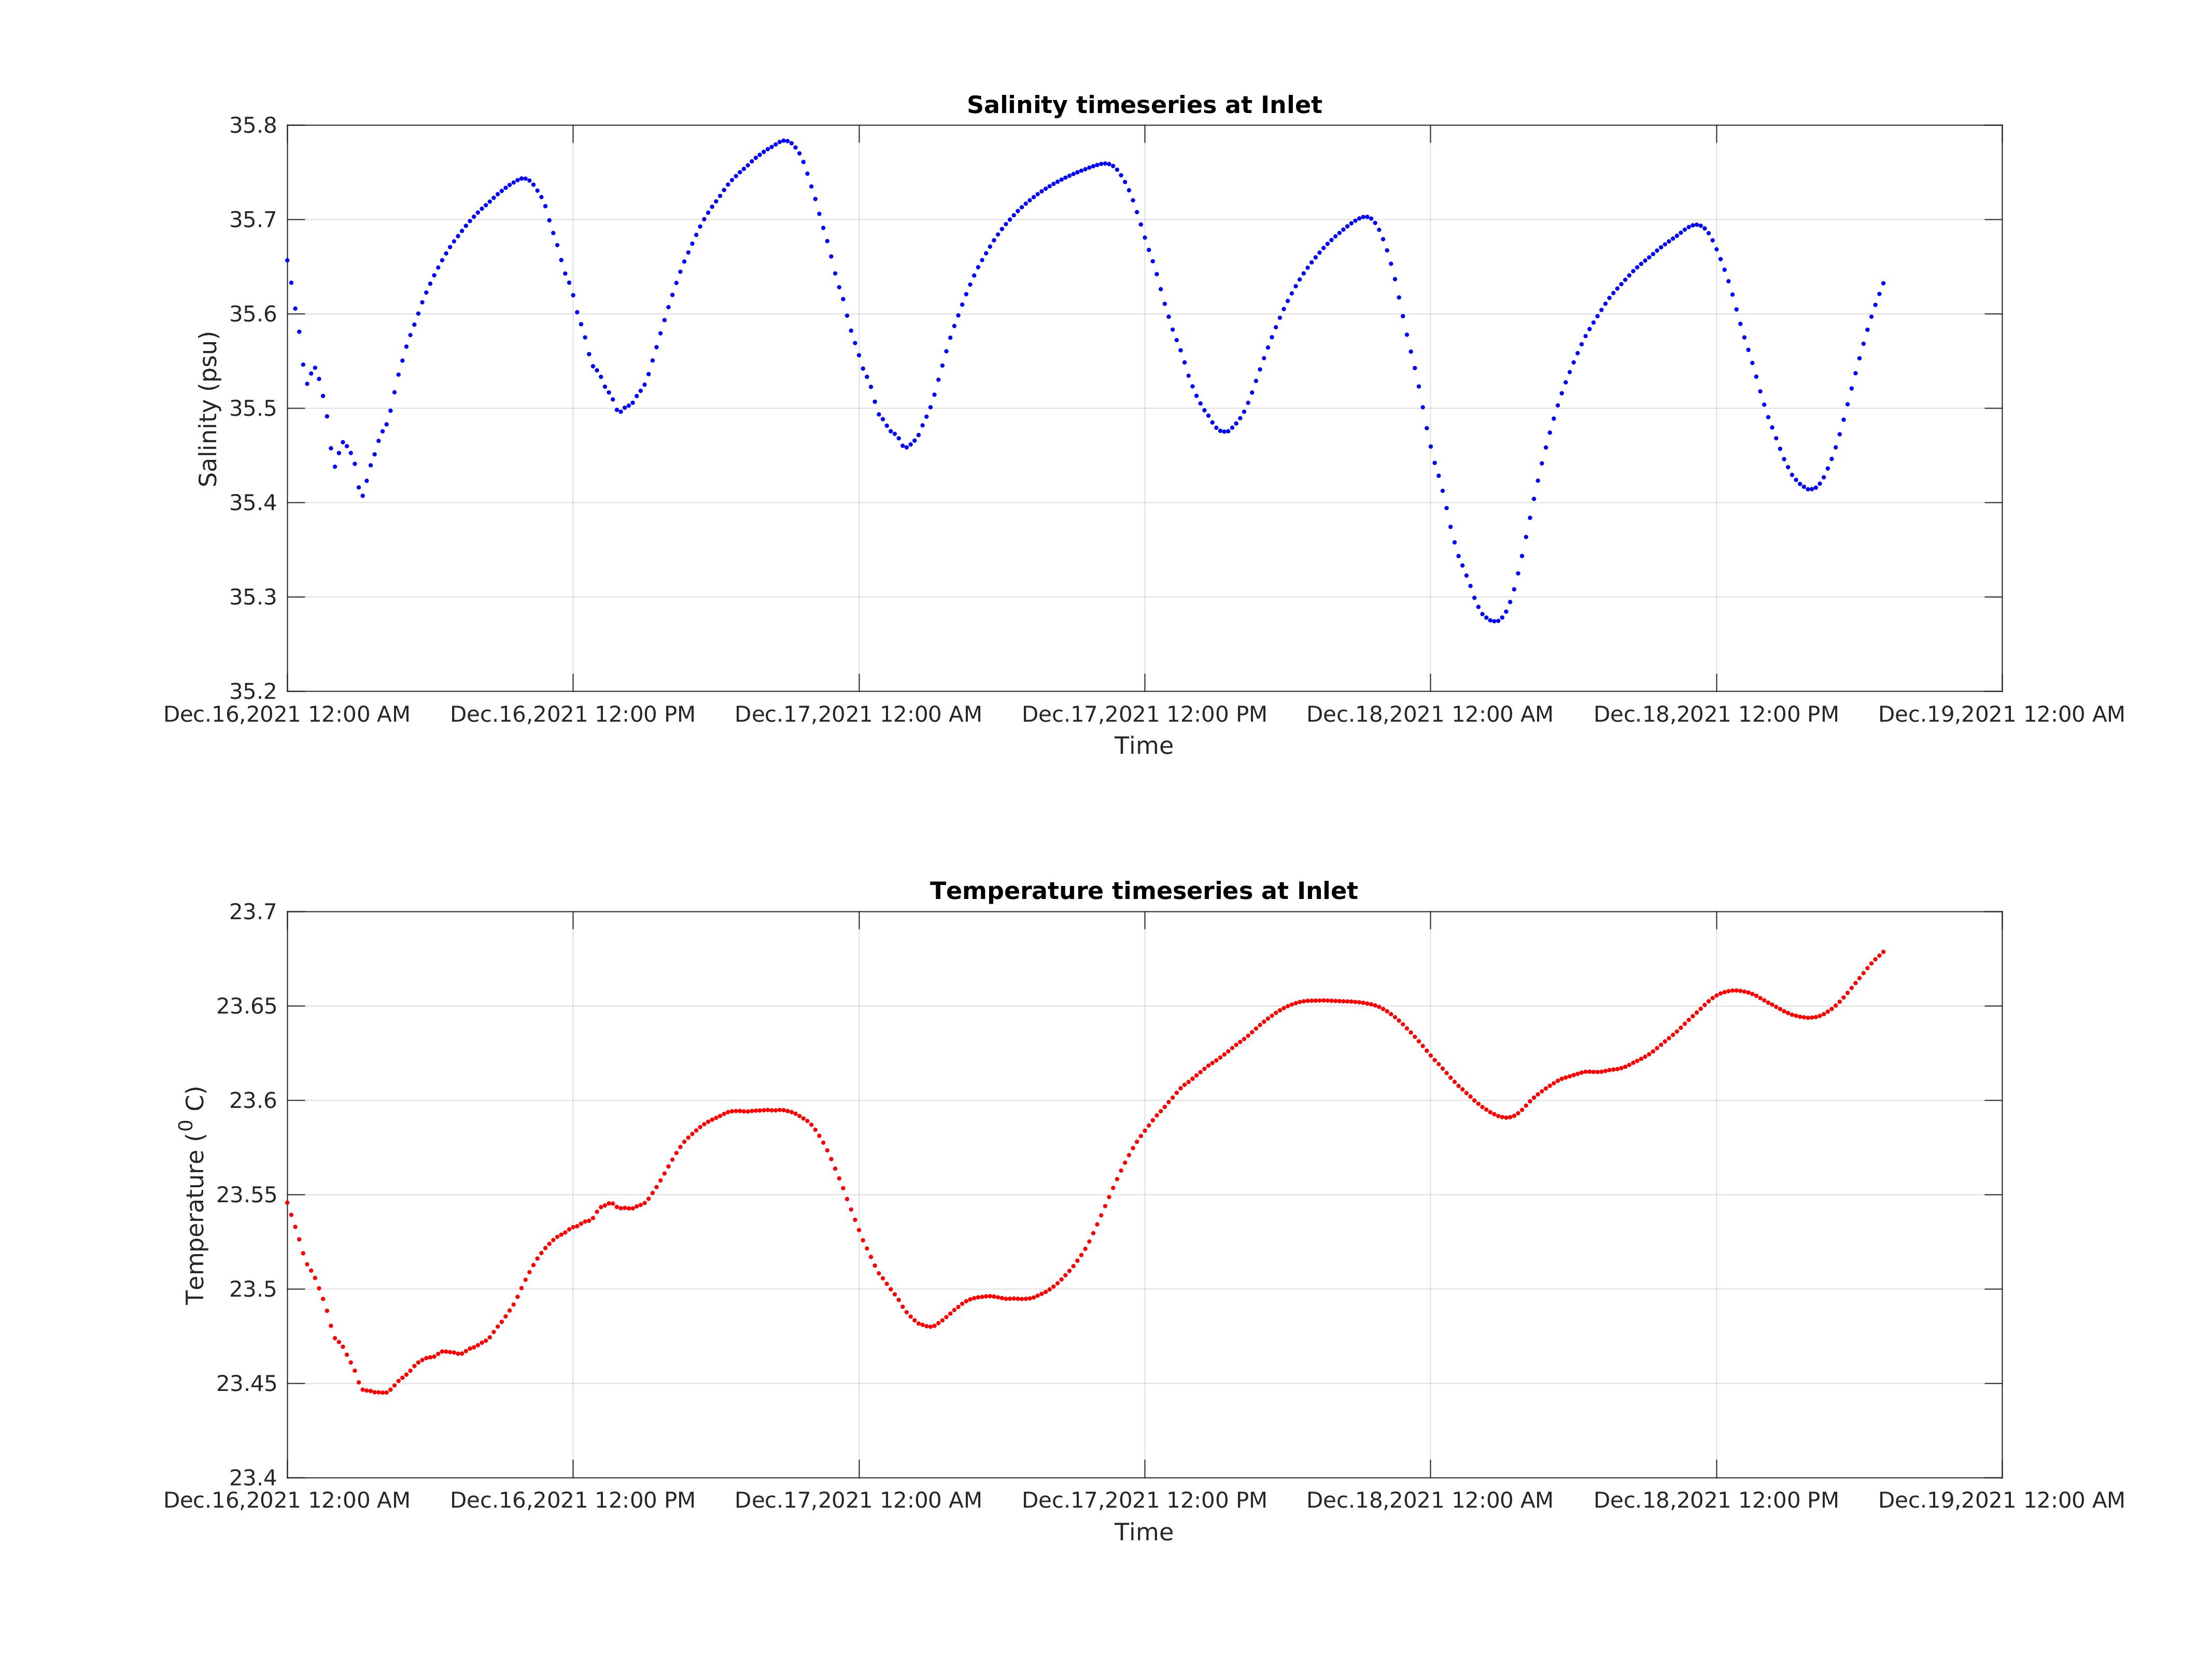 Salinity timeseries at Inlet
35.8
35.7
35.6
35.5
35.4
35.3
35.2
Salinity (psu)
Dec.16,2021 12:00 AM Dec.16,2021 12:00 PM Dec.17,2021 12:00 AM Dec.17,2021 12:00 PM Dec.18,2021 12:00 AM Dec.18,2021 12:00 PM Dec.19,2021 12:00 AM
Time
Temperature timeseries at Inlet
23.7
23.65
23.6
23.55
23.5
23.45
23.4
Temperature (⁰ C)
Dec.16,2021 12:00 AM Dec.16,2021 12:00 PM Dec.17,2021 12:00 AM Dec.17,2021 12:00 PM Dec.18,2021 12:00 AM Dec.18,2021 12:00 PM Dec.19,2021 12:00 AM
Time